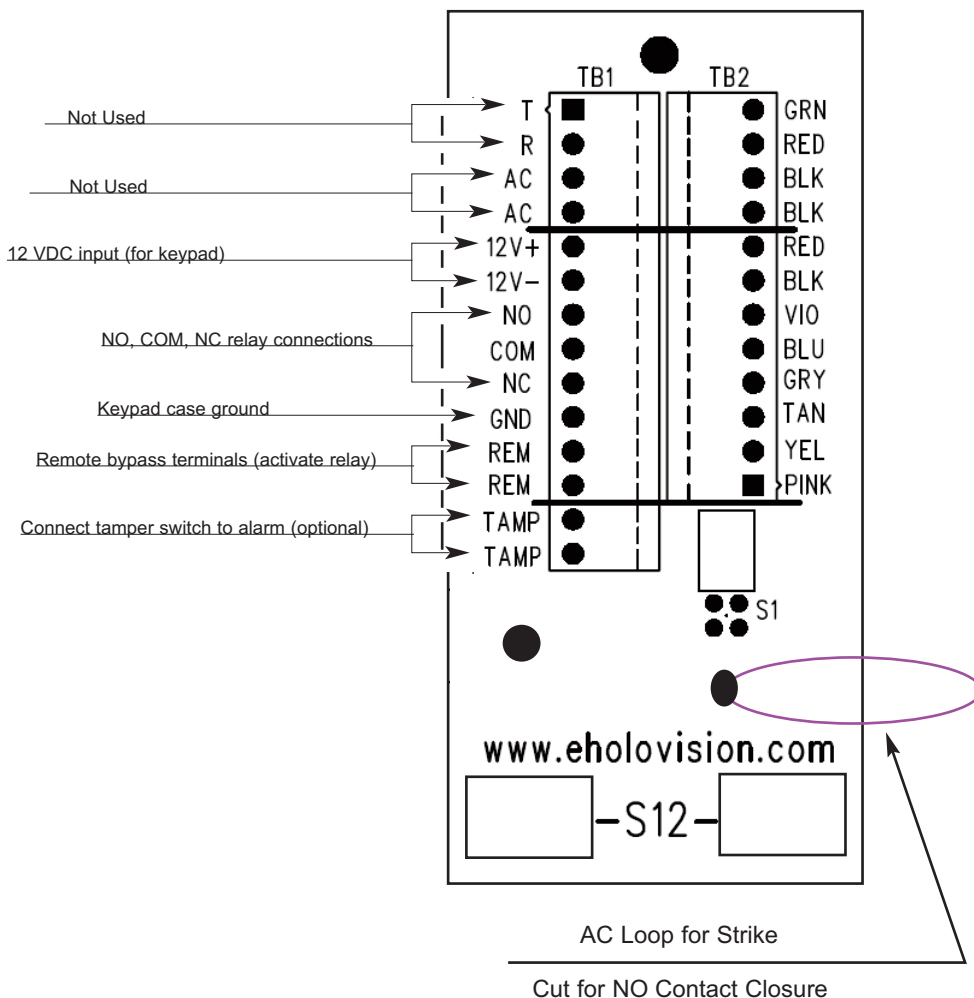 TB1 TB2
Not Used
T
R
Not Used
AC
AC
12 VDC input (for keypad)
12V+
12V-
NO, COM, NC relay connections
NO
COM
NC
Keypad case ground
GND
Remote bypass terminals (activate relay)
REM
REM
Connect tamper switch to alarm (optional)
TAMP
TAMP
GRN
RED
BLK
BLK
RED
BLK
VIO
BLU
GRY
TAN
YEL
PINK
S1
www.eholovision.com
-S12-
AC Loop for Strike
Cut for NO Contact Closure